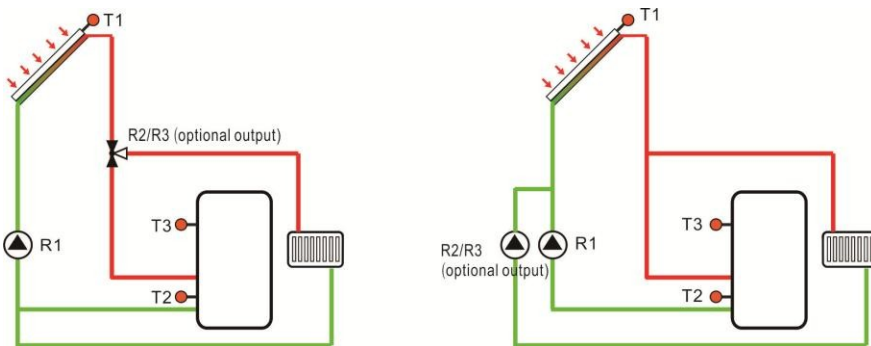 T1
R2/R3 (optional output)
T3
R1
T2
T1
T3
R2/R3
(optional output)
R1
T2